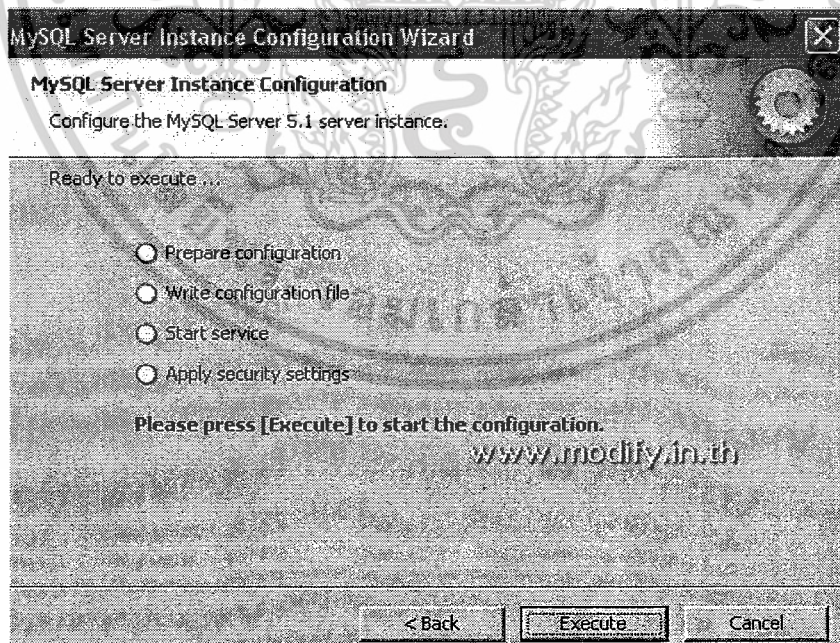 MySQL Server Instance Configuration Wizard
MySQL Server Instance Configuration
Configure the MySQL Server 5.1 server instance.
Ready to execute ...
Prepare configuration
Write configuration file
Start service
Apply security settings
Please press [Execute] to start the configuration.
www.modify.in.th
< Back
Execute
Cancel